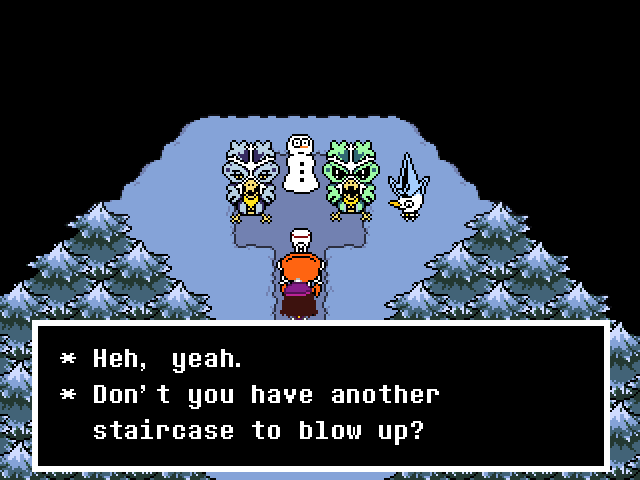 * Heh, yeah.
* Don't you have another
staircase to blow up?